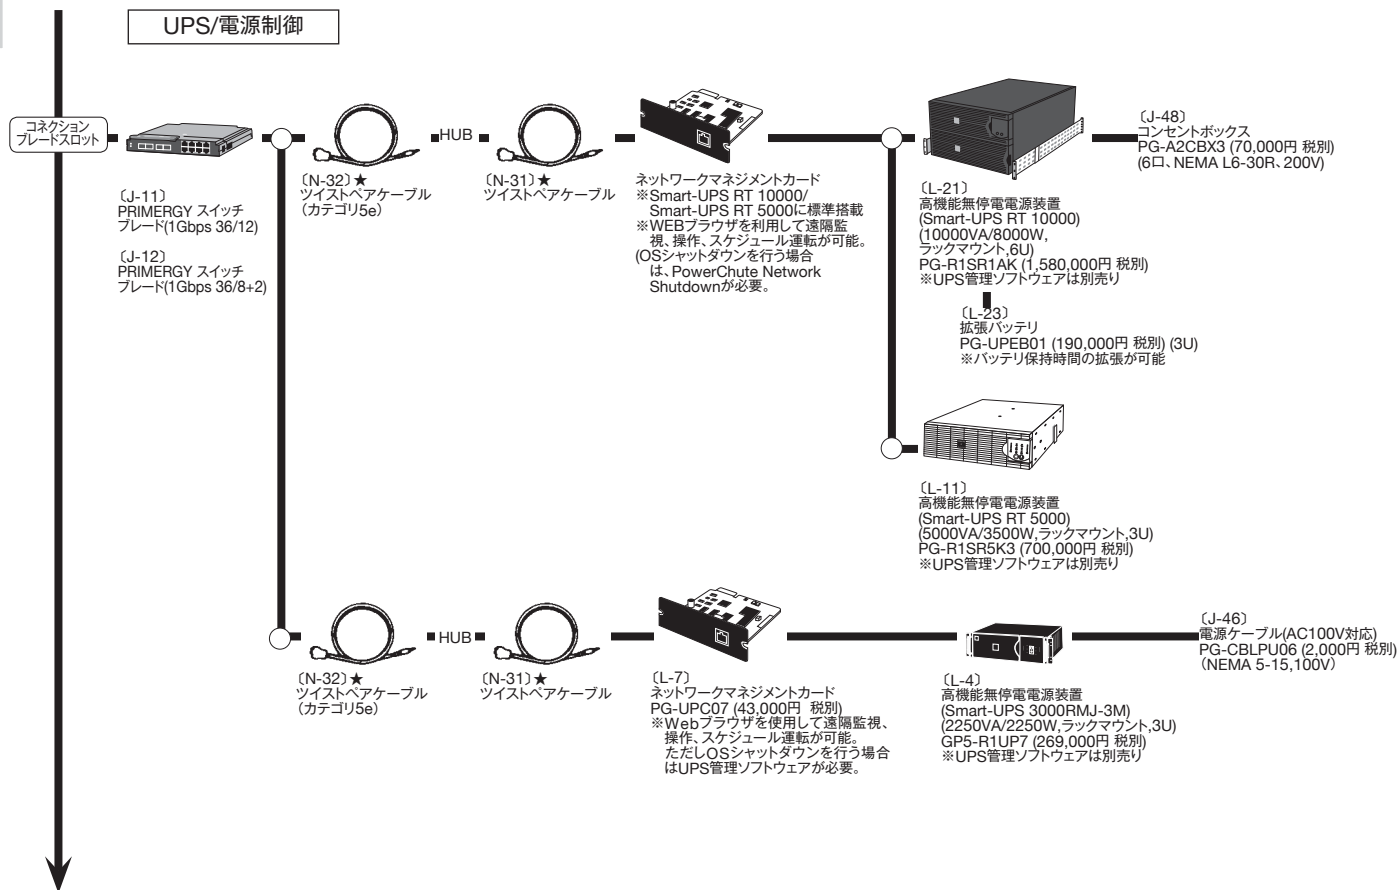 UPS/電源制御
コネクション
ブレードスロット
〔J-11〕
PRIMERGY スイッチ
ブレード(1Gbps 36/12)
〔J-12〕
PRIMERGY スイッチ
ブレード(1Gbps 36/8+2)
〔N-32〕★
ツイストペアケーブル
(カテゴリ5e)
HUB
〔N-31〕★
ツイストペアケーブル
ネットワークマネジメントカード
※Smart-UPS RT 10000/
Smart-UPS RT 5000に標準搭載
※WEBブラウザを利用して遠隔監
視、操作、スケジュール運転が可能。
(OSシャットダウンを行う場合
は、PowerChute Network
Shutdownが必要。
〔L-21〕
高機能無停電電源装置
(Smart-UPS RT 10000)
(10000VA/8000W,
ラックマウント,6U)
PG-R1SR1AK (1,580,000円 税別)
※UPS管理ソフトウェアは別売り
〔J-48〕
コンセントボックス
PG-A2CBX3 (70,000円 税別)
(6口、NEMA L6-30R、200V)
〔L-23〕
拡張バッテリ
PG-UPEB01 (190,000円 税別) (3U)
※バッテリ保持時間の拡張が可能
〔L-11〕
高機能無停電電源装置
(Smart-UPS RT 5000)
(5000VA/3500W,ラックマウント,3U)
PG-R1SR5K3 (700,000円 税別)
※UPS管理ソフトウェアは別売り
〔N-32〕★
ツイストペアケーブル
(カテゴリ5e)
HUB
〔N-31〕★
ツイストペアケーブル
〔L-7〕
ネットワークマネジメントカード
PG-UPC07 (43,000円 税別)
※Webブラウザを使用して遠隔監視、
操作、スケジュール運転が可能。
ただしOSシャットダウンを行う場合
はUPS管理ソフトウェアが必要。
〔L-4〕
高機能無停電電源装置
(Smart-UPS 3000RMJ-3M)
(2250VA/2250W,ラックマウント,3U)
GP5-R1UP7 (269,000円 税別)
※UPS管理ソフトウェアは別売り
〔J-46〕
電源ケーブル(AC100V対応)
PG-CBLPU06 (2,000円 税別)
(NEMA 5-15,100V)